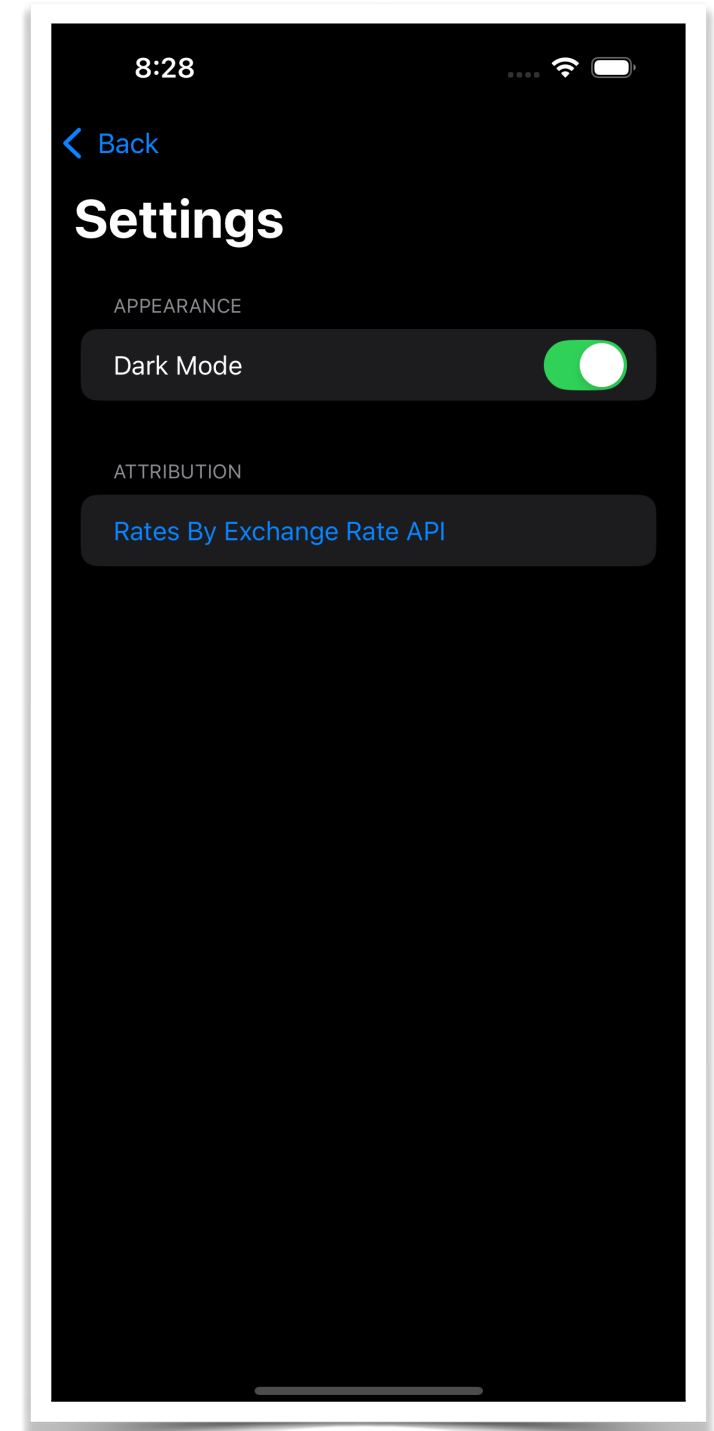 8:28
Back
Settings
APPEARANCE
Dark Mode
ATTRIBUTION
Rates By Exchange Rate API